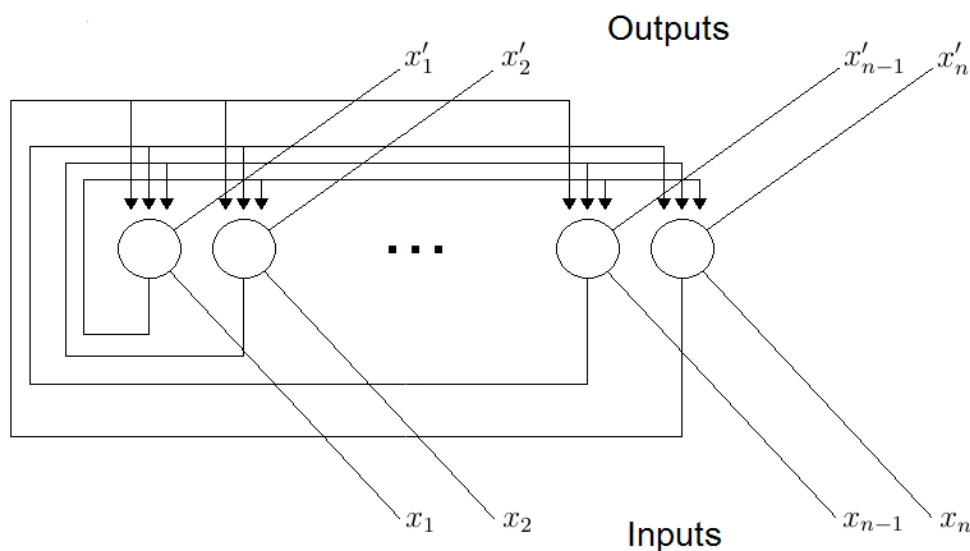 Outputs
x′₁ x′₂ x′ₙ₋₁ x′ₙ
. . .
x₁ x₂ xₙ₋₁ xₙ
Inputs